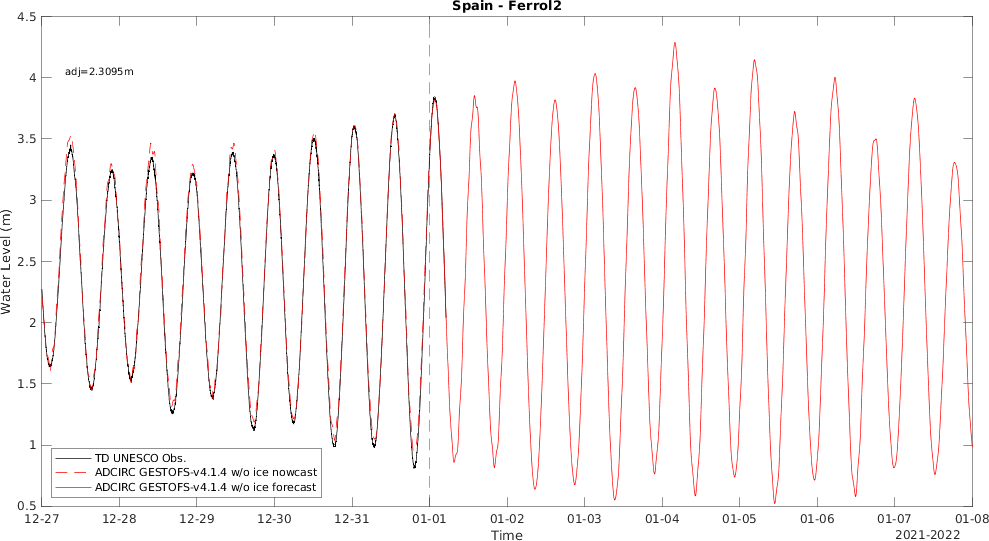 Spain - Ferrol2
4.5
4
3.5
3
2.5
2
1.5
1
0.5
Water Level (m)
adj=2.3095m
TD UNESCO Obs.
ADCIRC GESTOFS-v4.1.4 w/o ice nowcast
ADCIRC GESTOFS-v4.1.4 w/o ice forecast
12-27 12-28 12-29 12-30 12-31 01-01 01-02 01-03 01-04 01-05 01-06 01-07 01-08
Time
2021-2022